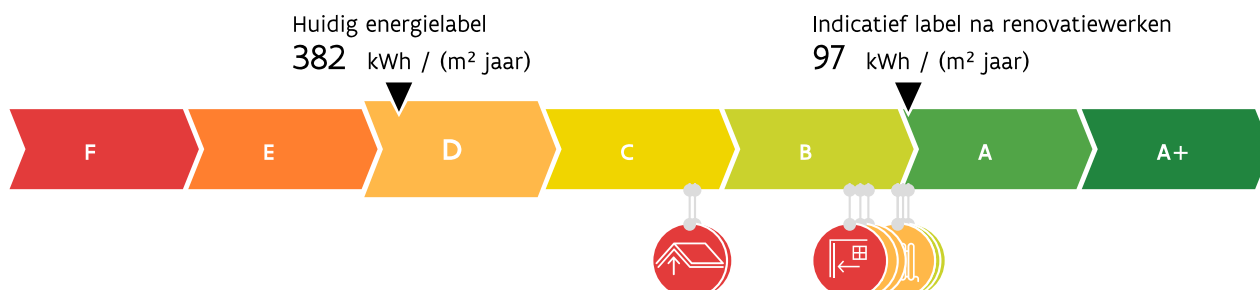 Huidig energielabel
382 kWh / (m² jaar)
Indicatief label na renovatiewerken
97 kWh / (m² jaar)
F E D C B A A+